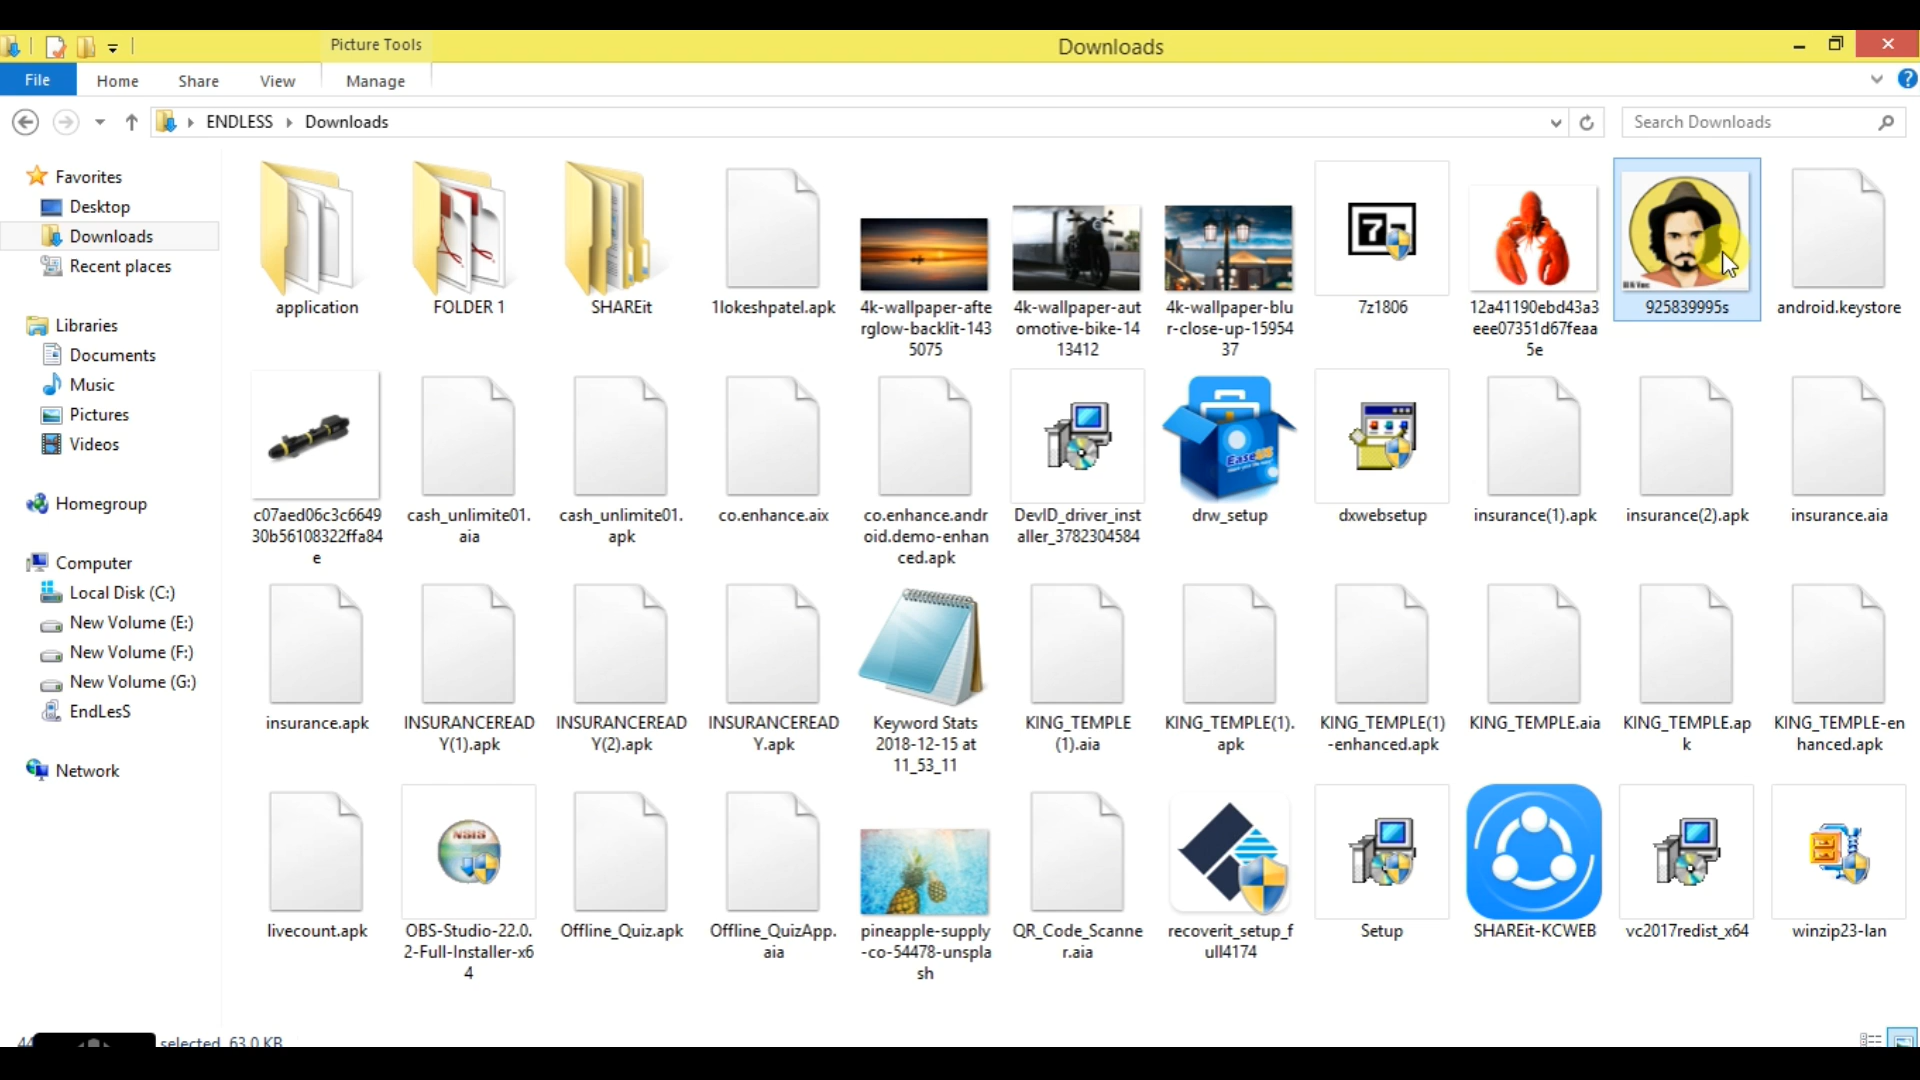 Picture Tools
Downloads
File
Home
Share
View
Manage
ENDLESS
Downloads
Search Downloads
Favorites
Desktop
Downloads
Recent places
Libraries
Documents
Music
Pictures
Videos
Homegroup
Computer
Local Disk (C:)
New Volume (E:)
New Volume (F:)
New Volume (G:)
EndLesS
Network
application
FOLDER 1
SHAREit
1lokeshpatel.apk
4k-wallpaper-afte
rglow-backlit-143
5075
4k-wallpaper-aut
omotive-bike-14
13412
4k-wallpaper-blu
r-close-up-15954
37
7z1806
12a41190ebd43a3
eee07351d67feaa
5e
925839995s
android.keystore
c07aed06c3c6649
30b56108322ffa84
e
cash_unlimite01.
aia
cash_unlimite01.
apk
co.enhance.aix
co.enhance.andr
oid.demo-enhan
ced.apk
DevID_driver_inst
aller_3782304584
EaseUS
drw_setup
dxwebsetup
insurance(1).apk
insurance(2).apk
insurance.aia
insurance.apk
INSURANCEREAD
Y(1).apk
INSURANCEREAD
Y(2).apk
INSURANCEREAD
Y.apk
Keyword Stats
2018-12-15 at
11_53_11
KING_TEMPLE
(1).aia
KING_TEMPLE(1).
apk
KING_TEMPLE(1)
-enhanced.apk
KING_TEMPLE.aia
KING_TEMPLE.ap
k
KING_TEMPLE-en
hanced.apk
livecount.apk
NSIS
OBS-Studio-22.0.
2-Full-Installer-x6
4
Offline_Quiz.apk
Offline_QuizApp.
aia
pineapple-supply
-co-54478-unspla
sh
QR_Code_Scanne
r.aia
recoverit_setup_f
ull4174
Setup
SHAREit-KCWEB
vc2017redist_x64
winzip23-lan
44
selected 63.0 KB